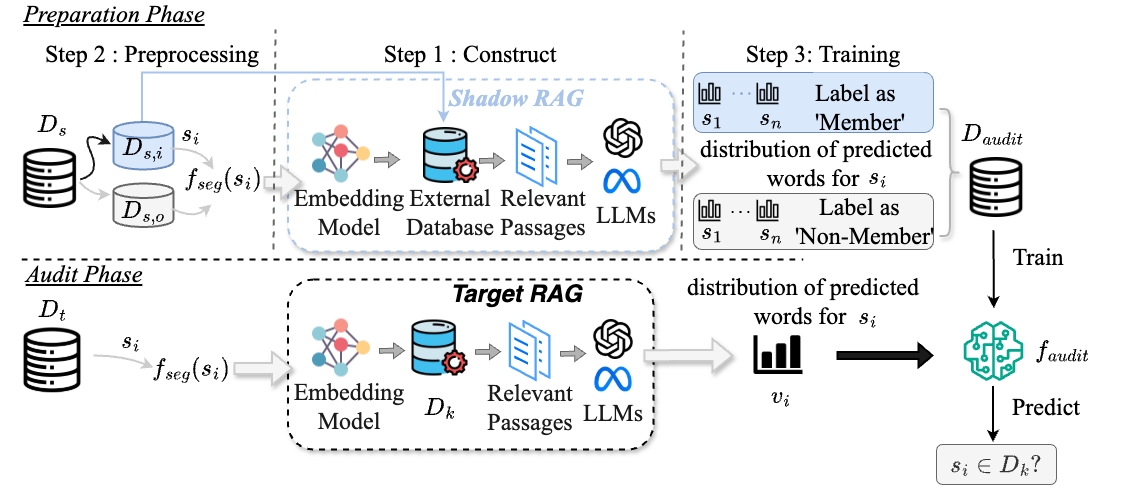 Preparation Phase
Step 2 : Preprocessing
Step 1 : Construct
Step 3: Training
D_s
D_{s,i}
s_i
D_{s,o}
f_{seg}(s_i)
Shadow RAG
Embedding
Model
External
Database
Relevant
Passages
LLMs
s_1
...
s_n
Label as
'Member'
distribution of predicted
words for s_i
s_1
...
s_n
Label as
'Non-Member'
D_{audit}
Train
Audit Phase
D_t
s_i
f_{seg}(s_i)
Target RAG
Embedding
Model
D_k
Relevant
Passages
LLMs
distribution of predicted
words for s_i
v_i
f_{audit}
Predict
s_i ∈ D_k?